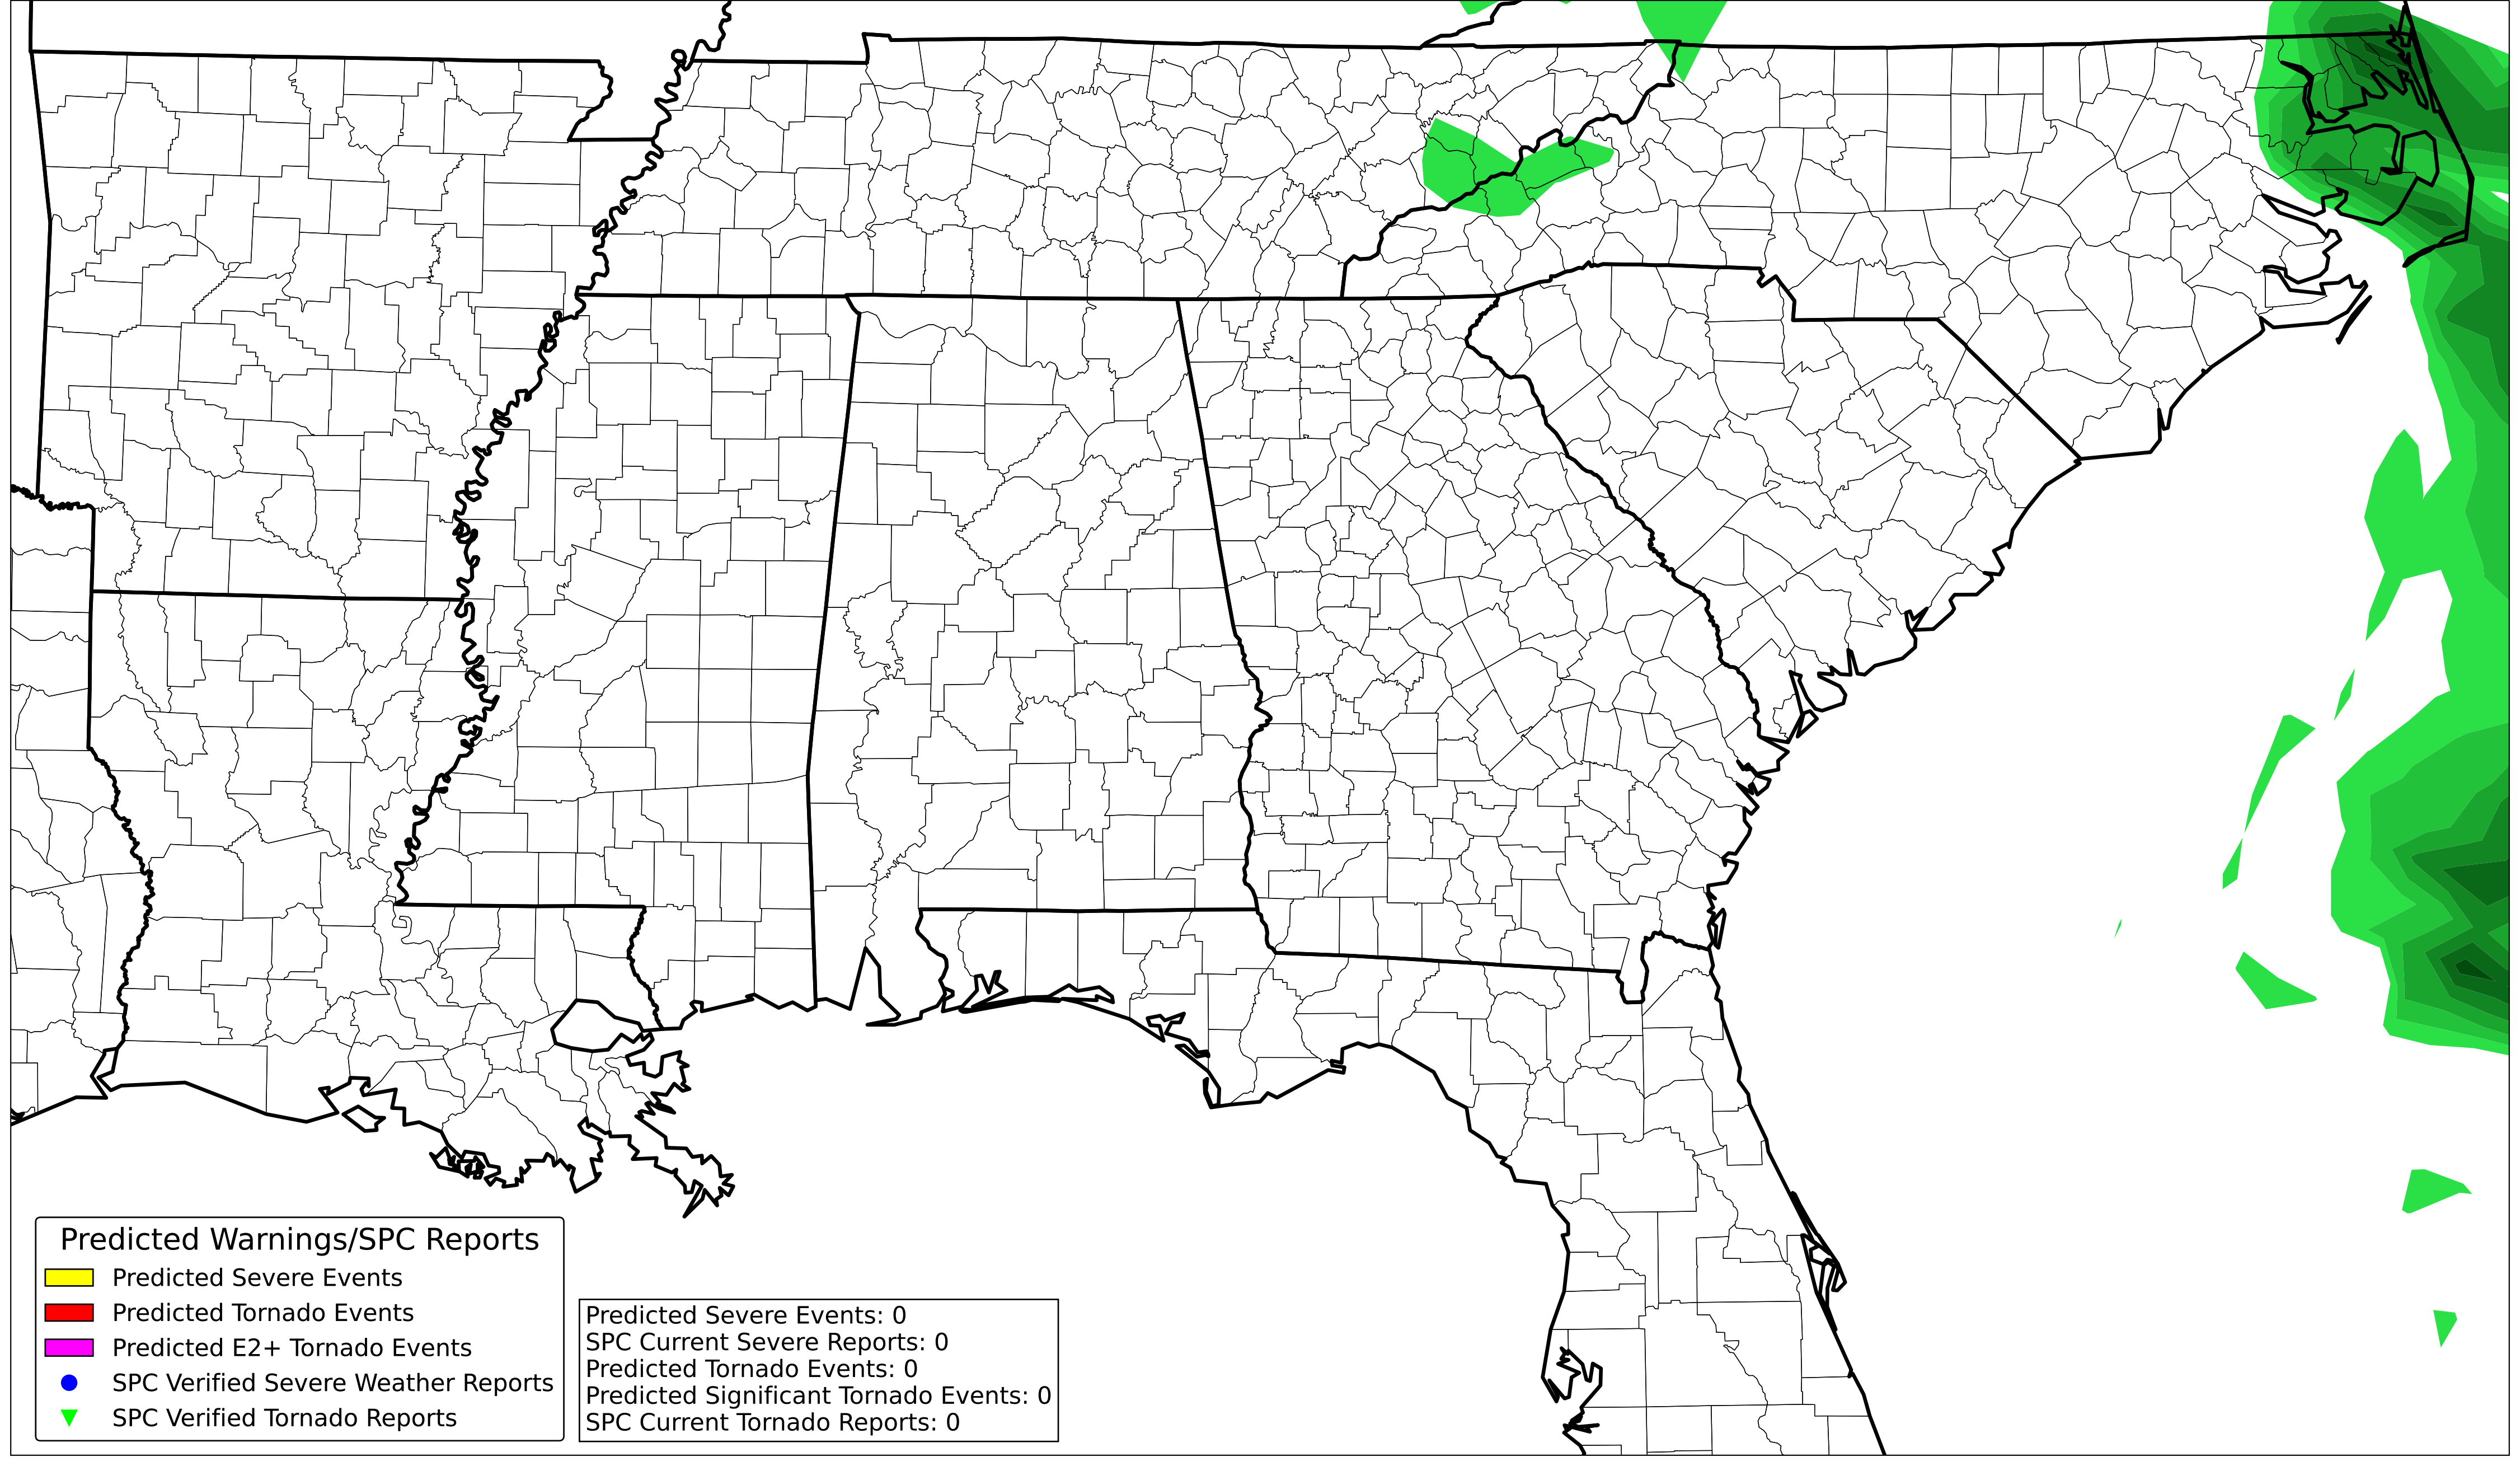 Predicted Warnings/SPC Reports
Predicted Severe Events
Predicted Tornado Events
Predicted E2+ Tornado Events
SPC Verified Severe Weather Reports
SPC Verified Tornado Reports
Predicted Severe Events: 0
SPC Current Severe Reports: 0
Predicted Tornado Events: 0
Predicted Significant Tornado Events: 0
SPC Current Tornado Reports: 0